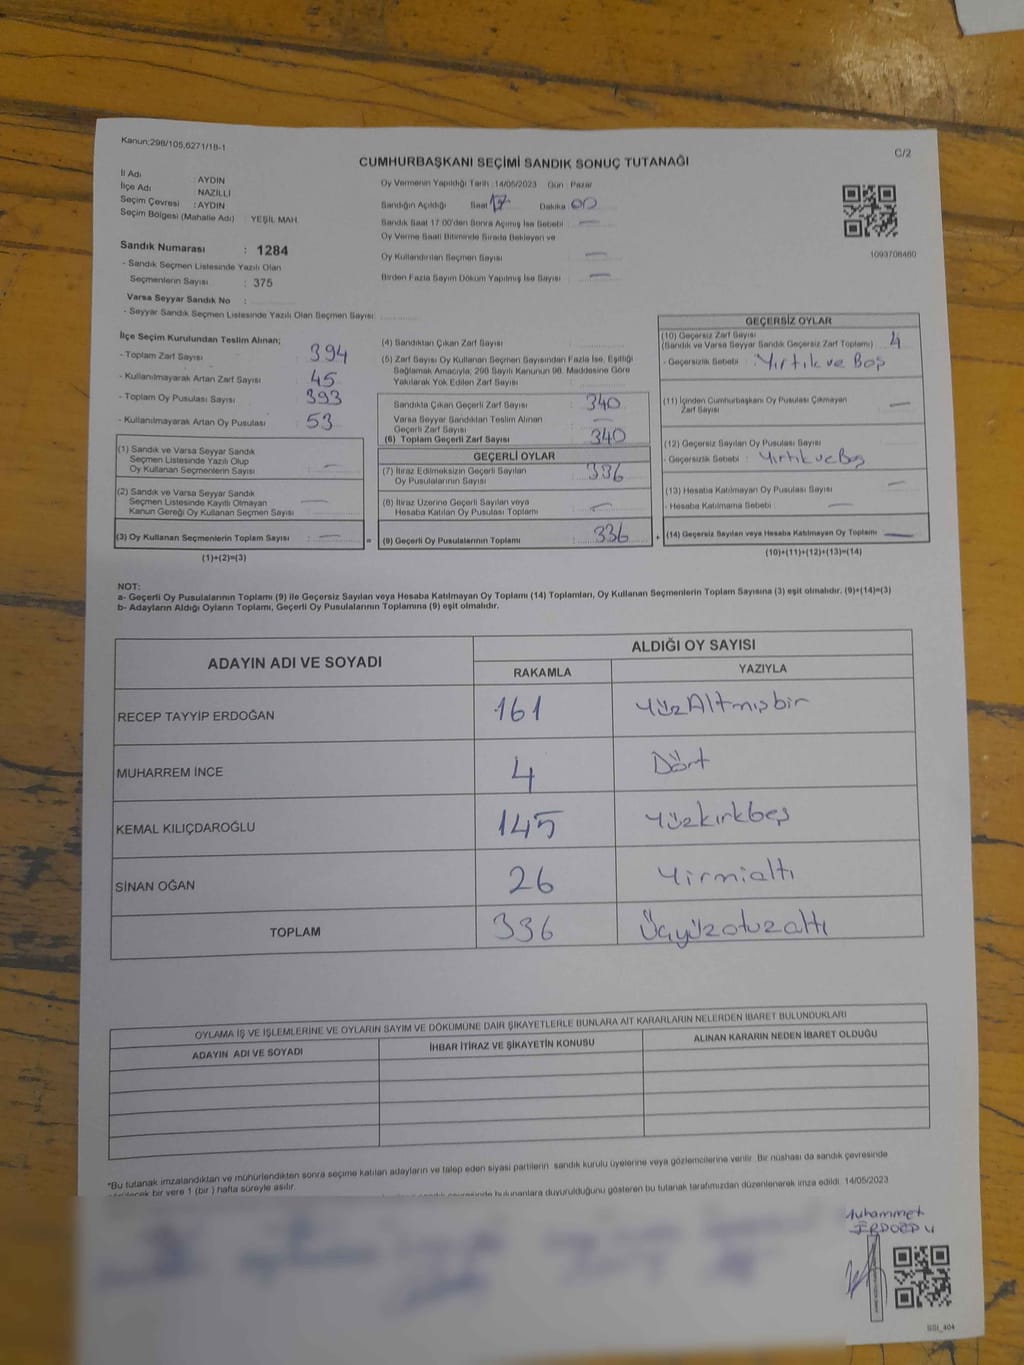 Kanun:298/105,6271/18-1
C/2
CUMHURBAŞKANI SEÇİMİ SANDIK SONUÇ TUTANAĞI
İl Adı : AYDIN
İlçe Adı : NAZİLLİ
Seçim Çevresi : AYDIN
Seçim Bölgesi (Mahalle Adı) : YEŞİL MAH.
Sandık Numarası : 1284
- Sandık Seçmen Listesinde Yazılı Olan
Seçmenlerin Sayısı : 375
Varsa Seyyar Sandık No :
- Seyyar Sandık Seçmen Listesinde Yazılı Olan Seçmen Sayısı:
Oy Vermenin Yapıldığı Tarih :14/05/2023 Gün : Pazar
Sandığın Açıldığı Saat 17 Dakika 00
Sandık Saat 17:00'den Sonra Açımış İse Sebebi : —
Oy Verme Saati Bitiminde Sırada Bekleyen ve
Oy Kullandırılan Seçmen Sayısı —
Birden Fazla Sayım Döküm Yapılmış İse Sayısı : —
1093708460
İlçe Seçim Kurulundan Teslim Alınan;
- Toplam Zarf Sayısı : 394
- Kullanılmayarak Artan Zarf Sayısı : 45
- Toplam Oy Pusulası Sayısı : 393
- Kullanılmayarak Artan Oy Pusulası : 53
(1) Sandık ve Varsa Seyyar Sandık
Seçmen Listesinde Yazılı Olup
Oy Kullanan Seçmenlerin Sayısı : —
(2) Sandık ve Varsa Seyyar Sandık
Seçmen Listesinde Kayıtlı Olmayan
Kanun Gereği Oy Kullanan Seçmen Sayısı : —
(3) Oy Kullanan Seçmenlerin Toplam Sayısı : —
(1)+(2)=(3)
(4) Sandıktan Çıkan Zarf Sayısı :
(5) Zarf Sayısı Oy Kullanan Seçmen Sayısından Fazla İse, Eşitliği
Sağlamak Amacıyla; 298 Sayılı Kanunun 98. Maddesine Göre
Yakılarak Yok Edilen Zarf Sayısı :
Sandıkta Çıkan Geçerli Zarf Sayısı : 340
Varsa Seyyar Sandıktan Teslim Alınan
Geçerli Zarf Sayısı : —
(6) Toplam Geçerli Zarf Sayısı : 340
GEÇERLİ OYLAR
(7) İtiraz Edilmeksizin Geçerli Sayılan
Oy Pusulalarının Sayısı : 336
(8) İtiraz Üzerine Geçerli Sayılan veya
Hesaba Katılan Oy Pusulası Toplamı : —
= (9) Geçerli Oy Pusulalarının Toplamı : 336
GEÇERSİZ OYLAR
(10) Geçersiz Zarf Sayısı
(Sandık ve Varsa Seyyar Sandık Geçersiz Zarf Toplamı) : 4
- Geçersizlik Sebebi : Yırtık ve Boş
(11) İçinden Cumhurbaşkanı Oy Pusulası Çıkmayan
Zarf Sayısı : —
(12) Geçersiz Sayılan Oy Pusulası Sayısı :
- Geçersizlik Sebebi : Yırtık ve Boş
(13) Hesaba Katılmayan Oy Pusulası Sayısı : —
- Hesaba Katılmama Sebebi : —
+ (14) Geçersiz Sayılan veya Hesaba Katılmayan Oy Toplamı : —
(10)+(11)+(12)+(13)=(14)
NOT:
a- Geçerli Oy Pusulalarının Toplamı (9) ile Geçersiz Sayılan veya Hesaba Katılmayan Oy Toplamı (14) Toplamları, Oy Kullanan Seçmenlerin Toplam Sayısına (3) eşit olmalıdır. (9)+(14)=(3)
b- Adayların Aldığı Oyların Toplamı, Geçerli Oy Pusulalarının Toplamına (9) eşit olmalıdır.
ADAYIN ADI VE SOYADI
ALDIĞI OY SAYISI
RAKAMLA YAZIYLA
RECEP TAYYİP ERDOĞAN 161 YüzAltmışbir
MUHARREM İNCE 4 Dört
KEMAL KILIÇDAROĞLU 145 Yüzkırkbeş
SİNAN OĞAN 26 Yirmialtı
TOPLAM 336 Üçyüzotuzaltı
OYLAMA İŞ VE İŞLEMLERİNE VE OYLARIN SAYIM VE DÖKÜMÜNE DAİR ŞİKAYETLERLE BUNLARA AİT KARARLARIN NELERDEN İBARET BULUNDUKLARI
ADAYIN ADI VE SOYADI İHBAR İTİRAZ VE ŞİKAYETİN KONUSU ALINAN KARARIN NEDEN İBARET OLDUĞU
*Bu tutanak imzalandıktan ve mühürlendikten sonra seçime katılan adayların ve talep eden siyasi partilerin sandık kurulu üyelerine veya gözlemcilerine verilir. Bir nüshası da sandık çevresinde
bir yere 1 (bir ) hafta süreyle asılır.
bulunanlara duyurulduğunu gösteren bu tutanak tarafımızdan düzenlenerek imza edildi. 14/05/2023
Muhammet